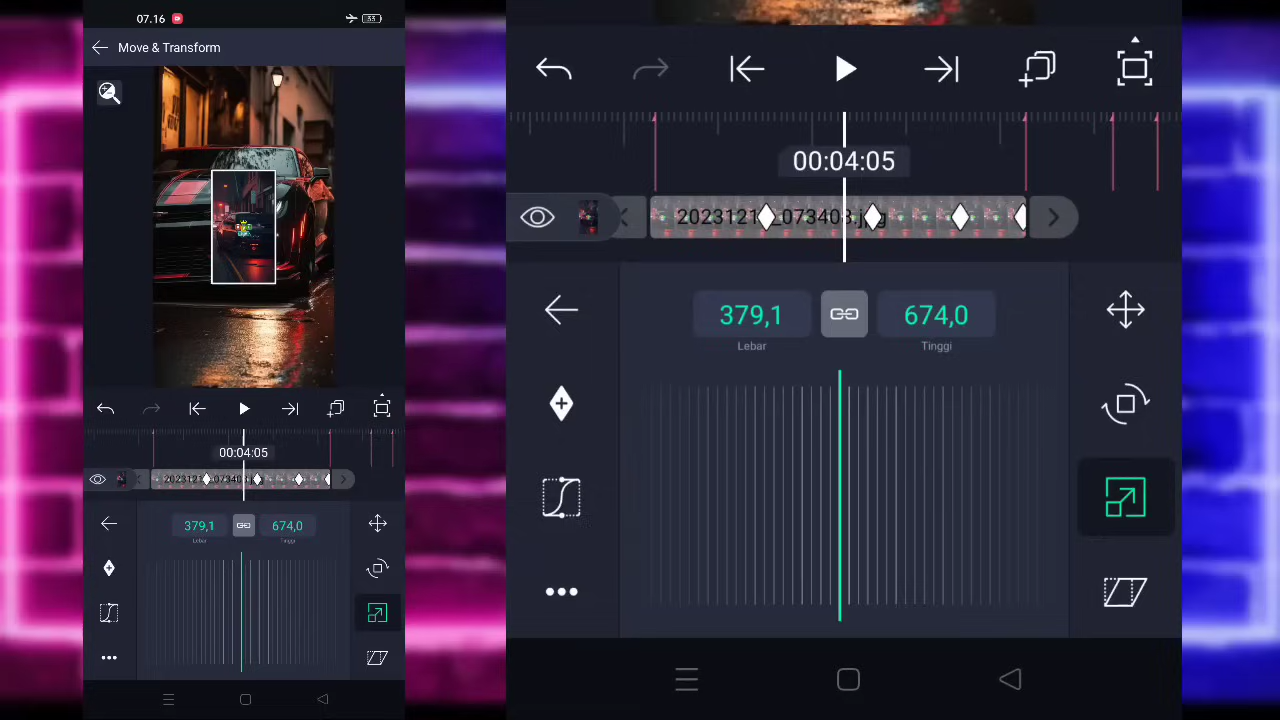 07.16
33
Move & Transform
00:04:05
379,1
674,0
Lebar
Tinggi
00:04:05
379,1
674,0
Lebar
Tinggi